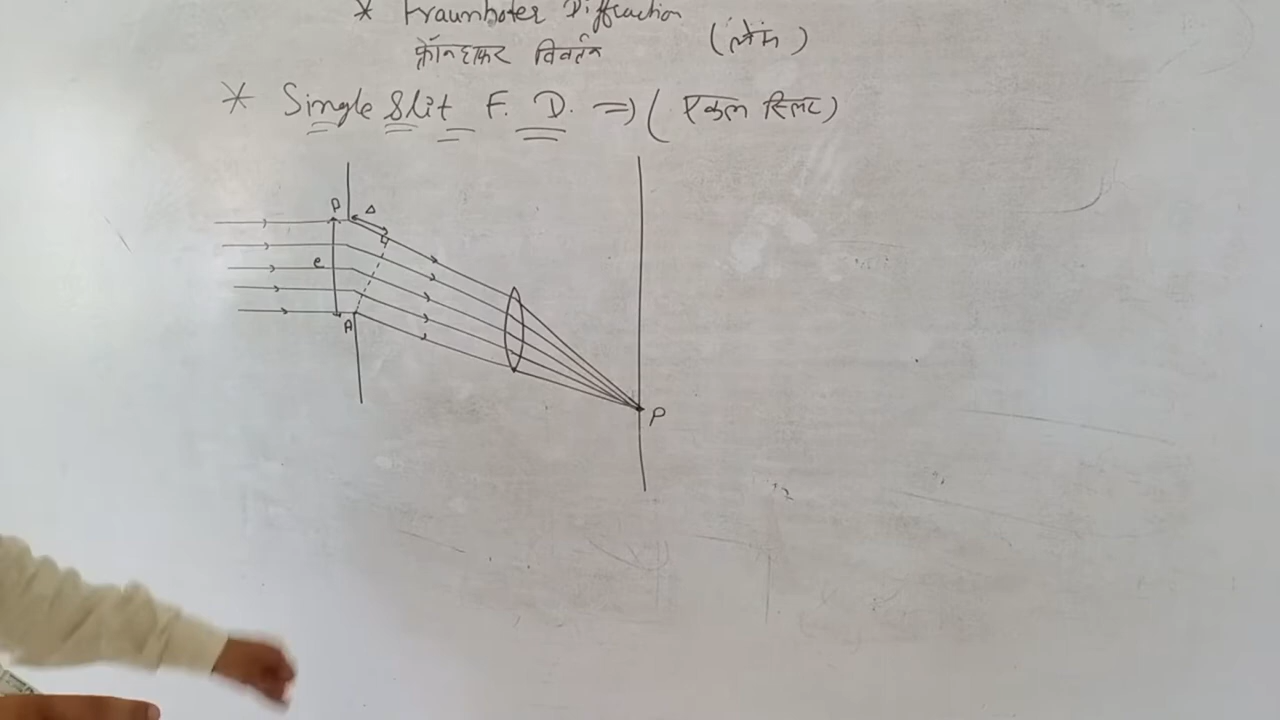 * Fraunhofer Diffraction
फ्रॉनहॉफर विवर्तन (लेंस)
* Single Slit F. D. => ( एकल स्लिट)
P Δ
e
A
P